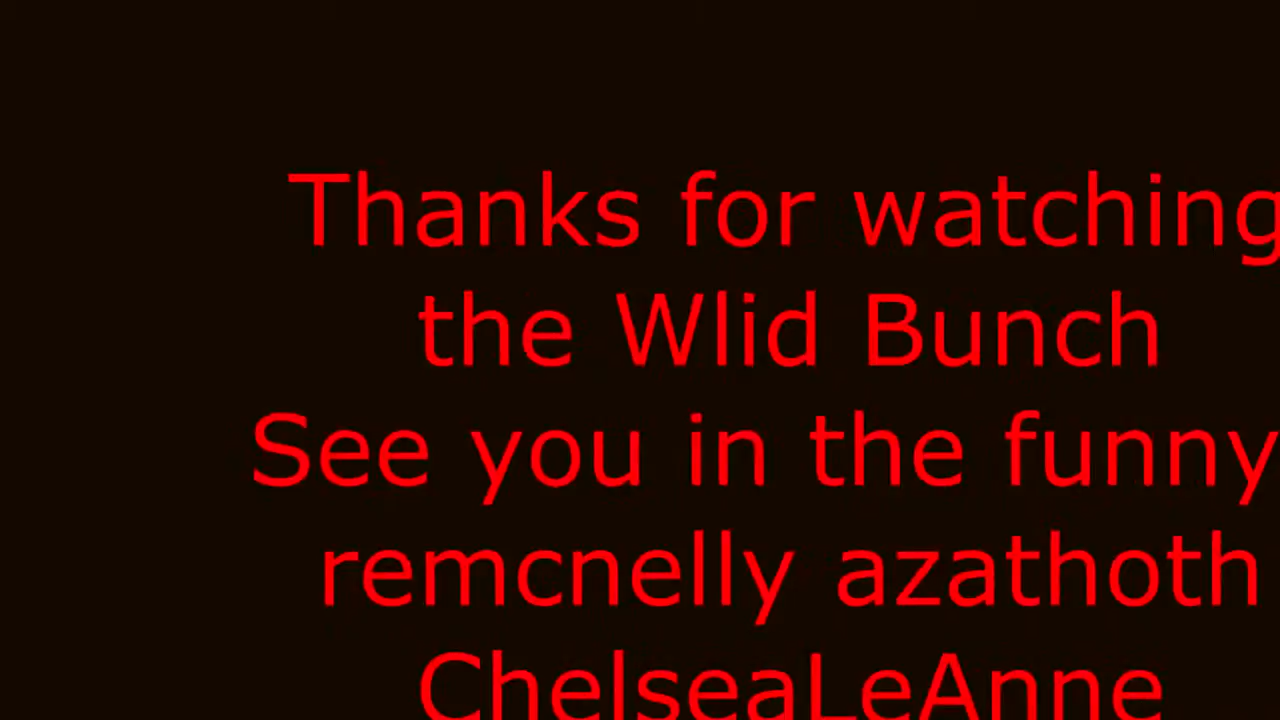 Thanks for watching
the Wlid Bunch
See you in the funny
remcnelly azathoth
ChelseaLeAnne